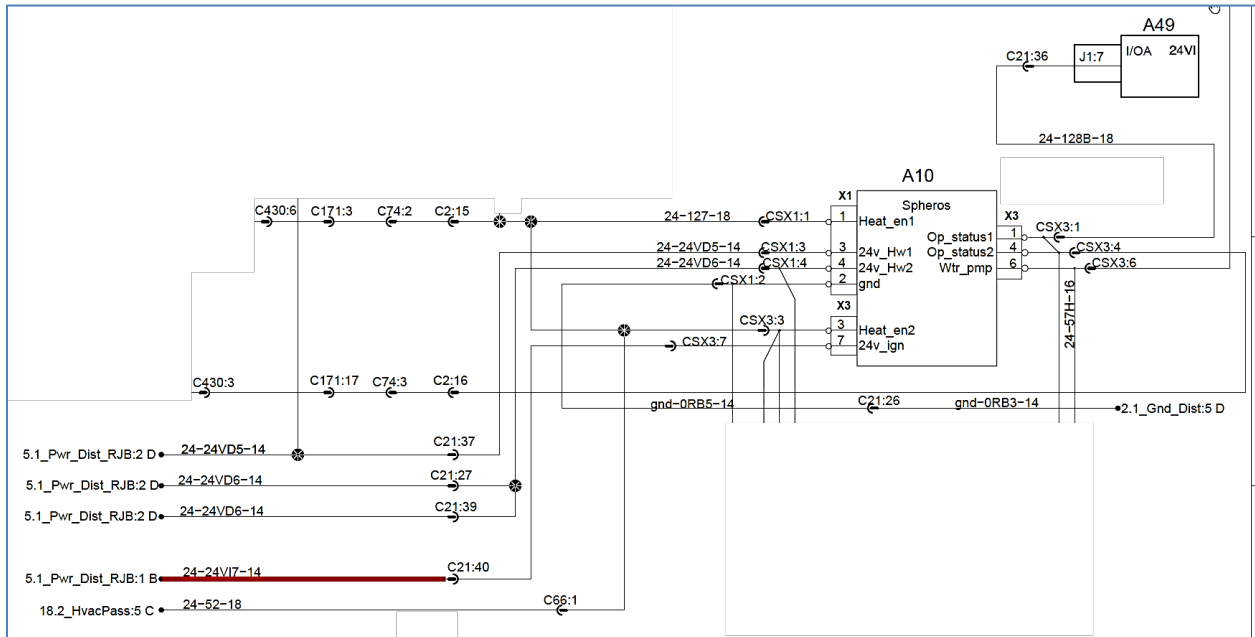 A49
I/OA 24VI
J1:7
C21:36
24-128B-18
A10
Spheros
X1
1 Heat_en1
3 24v_Hw1
4 24v_Hw2
2 gnd
X3
3 Heat_en2
7 24v_ign
X3
Op_status1 1
Op_status2 4
Wtr_pmp 6
CSX3:1
CSX3:4
CSX3:6
24-57H-16
C430:6 C171:3 C74:2 C2:15
24-127-18 CSX1:1
24-24VD5-14 CSX1:3
24-24VD6-14 CSX1:4
CSX1:2
CSX3:3
CSX3:7
C430:3 C171:17 C74:3 C2:16
gnd-0RB5-14 C21:26 gnd-0RB3-14 2.1_Gnd_Dist:5 D
5.1_Pwr_Dist_RJB:2 D 24-24VD5-14 C21:37
5.1_Pwr_Dist_RJB:2 D 24-24VD6-14 C21:27
5.1_Pwr_Dist_RJB:2 D 24-24VD6-14 C21:39
5.1_Pwr_Dist_RJB:1 B 24-24VI7-14 C21:40
18.2_HvacPass:5 C 24-52-18 C66:1